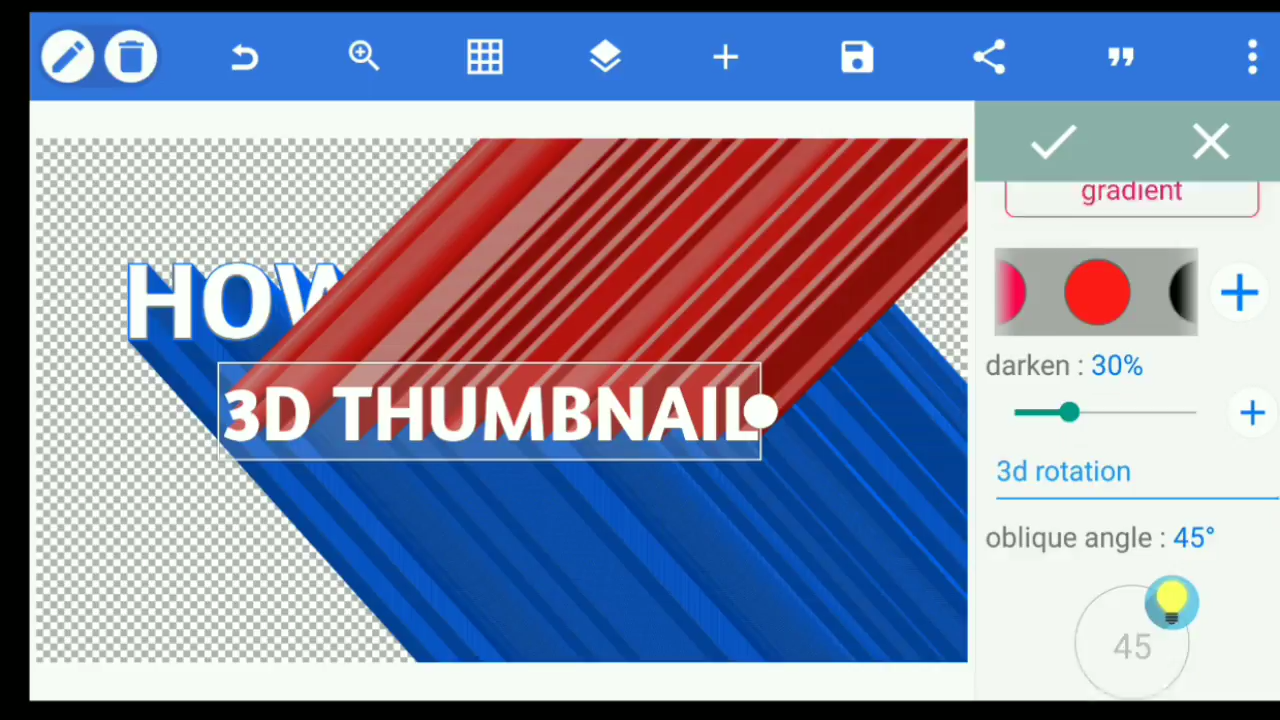 gradient
HOW
3D THUMBNAIL
darken : 30%
3d rotation
oblique angle : 45°
45